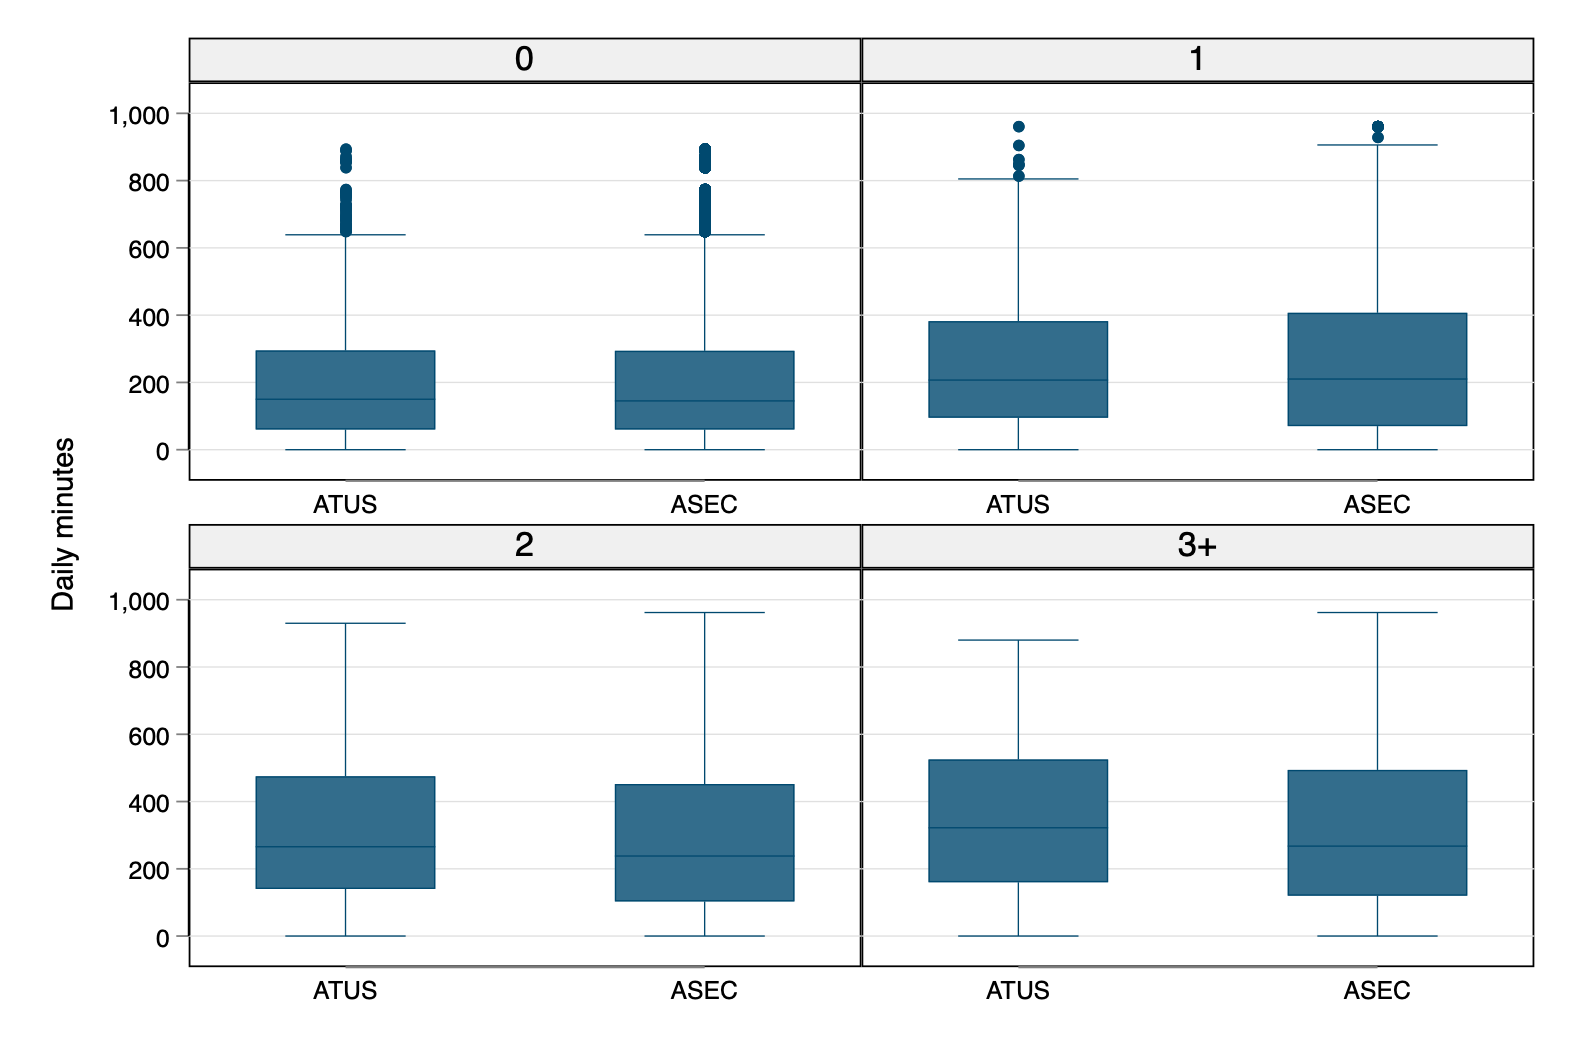 Daily minutes
0
1
1,000
800
600
400
200
0
ATUS
ASEC
ATUS
ASEC
2
3+
1,000
800
600
400
200
0
ATUS
ASEC
ATUS
ASEC